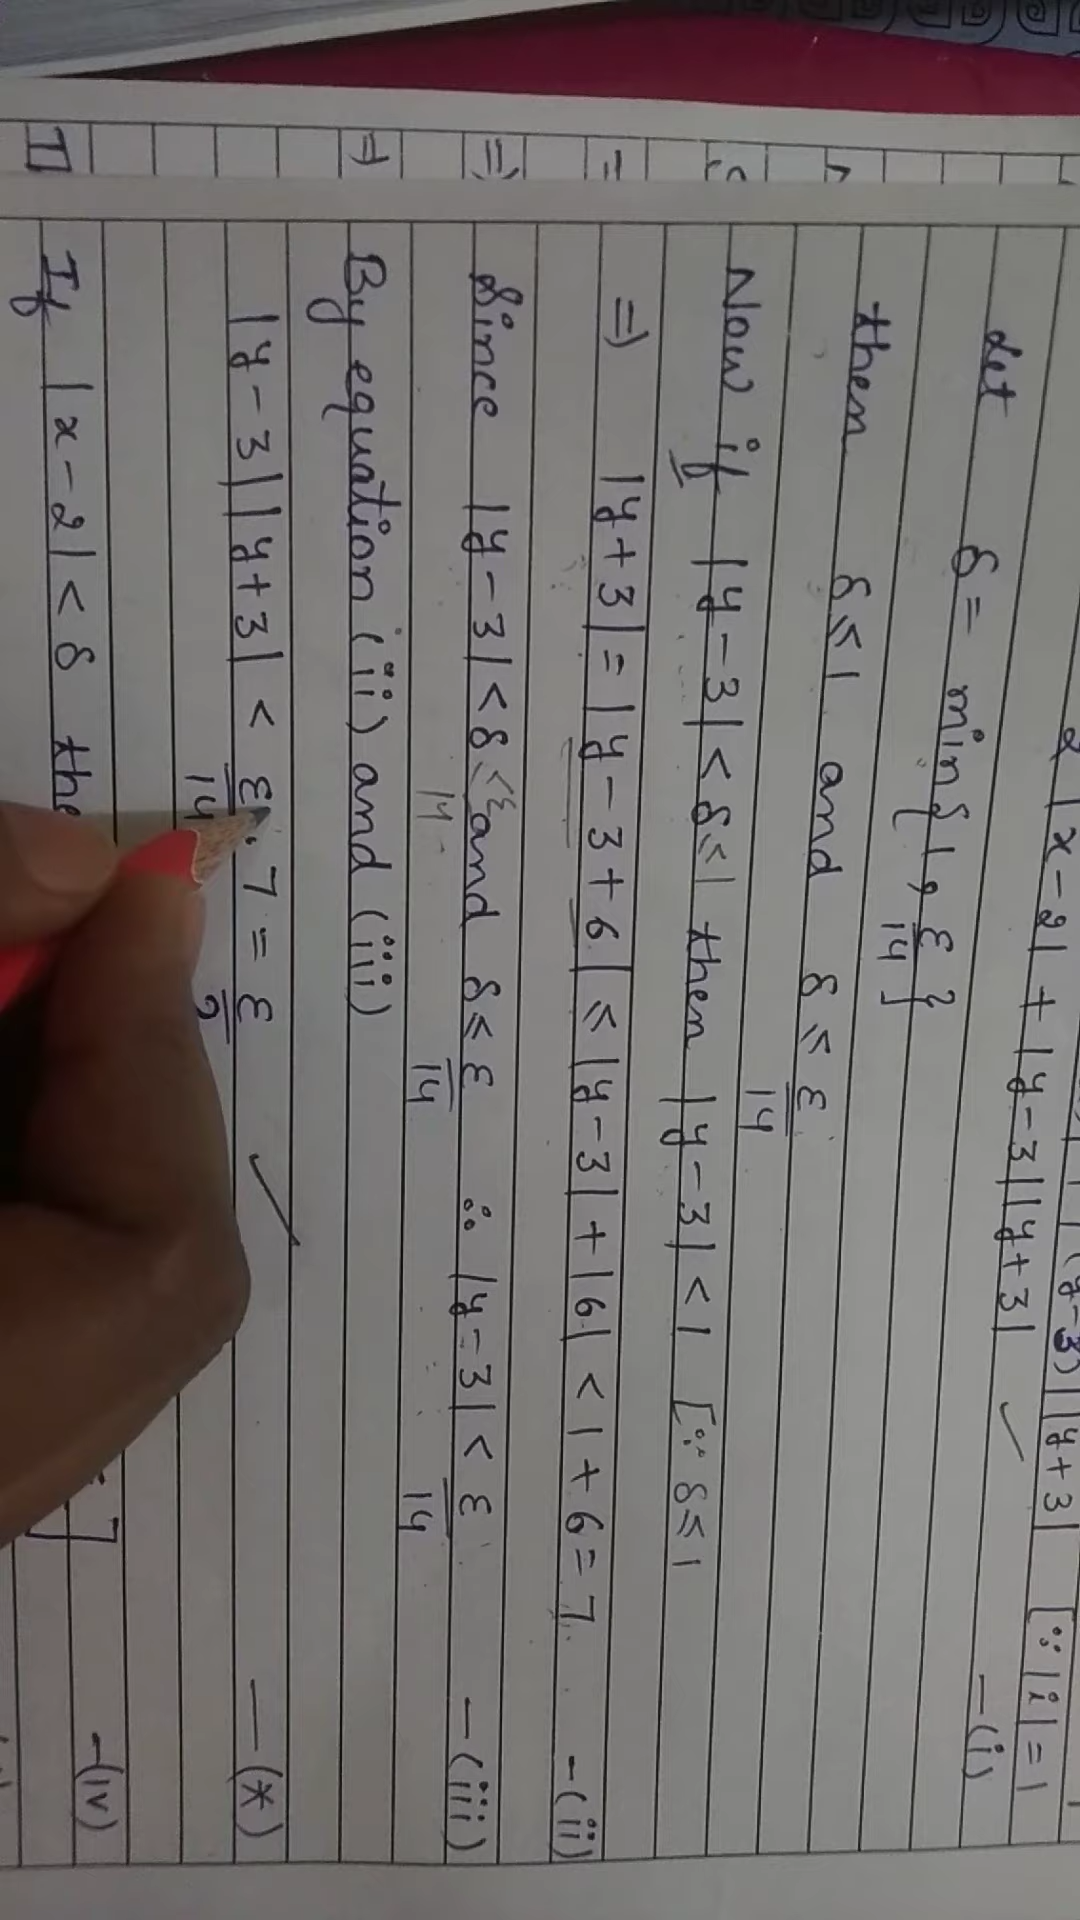 2|x-2| + |y-3||y+3| [∵ |i|=1
-(i)
Let δ = min{1, ε/14}
then δ≤1 and δ≤ ε/14
Now if |y-3|<δ≤1 then |y-3|<1 [∵ δ≤1
⇒ |y+3|=|y-3+6| ≤ |y-3|+|6| < 1+6=7 -(ii)
Since |y-3|<δ≤ε/14 and δ≤ ε/14 ∴ |y-3|< ε/14 -(iii)
By equation (ii) and (iii)
|y-3||y+3| < ε/14 . 7 = ε/2 —(*)
If |x-2|<δ the
-(iv)